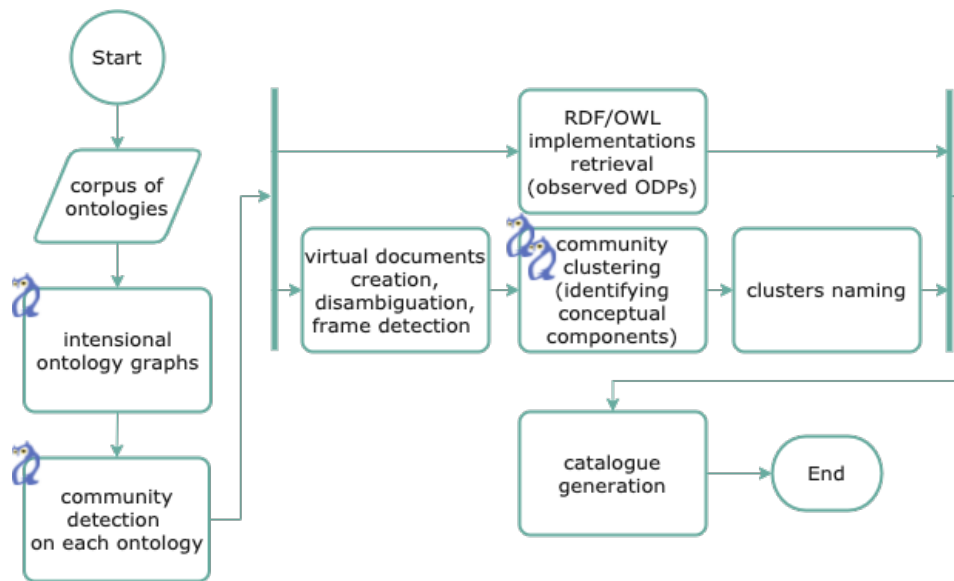 Start
corpus of
ontologies
intensional
ontology graphs
community
detection
on each ontology
RDF/OWL
implementations
retrieval
(observed ODPs)
virtual documents
creation,
disambiguation,
frame detection
community
clustering
(identifying
conceptual
components)
clusters naming
catalogue
generation
End